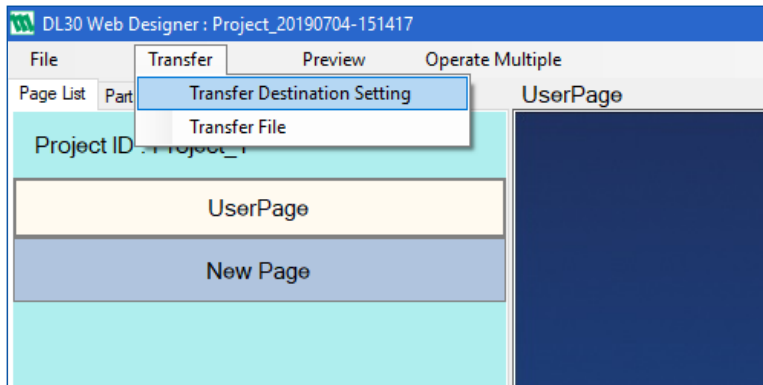 DL30 Web Designer : Project_20190704-151417
File Transfer Preview Operate Multiple
Page List Part Transfer Destination Setting UserPage
Transfer File
Project ID : Project_1
UserPage
New Page